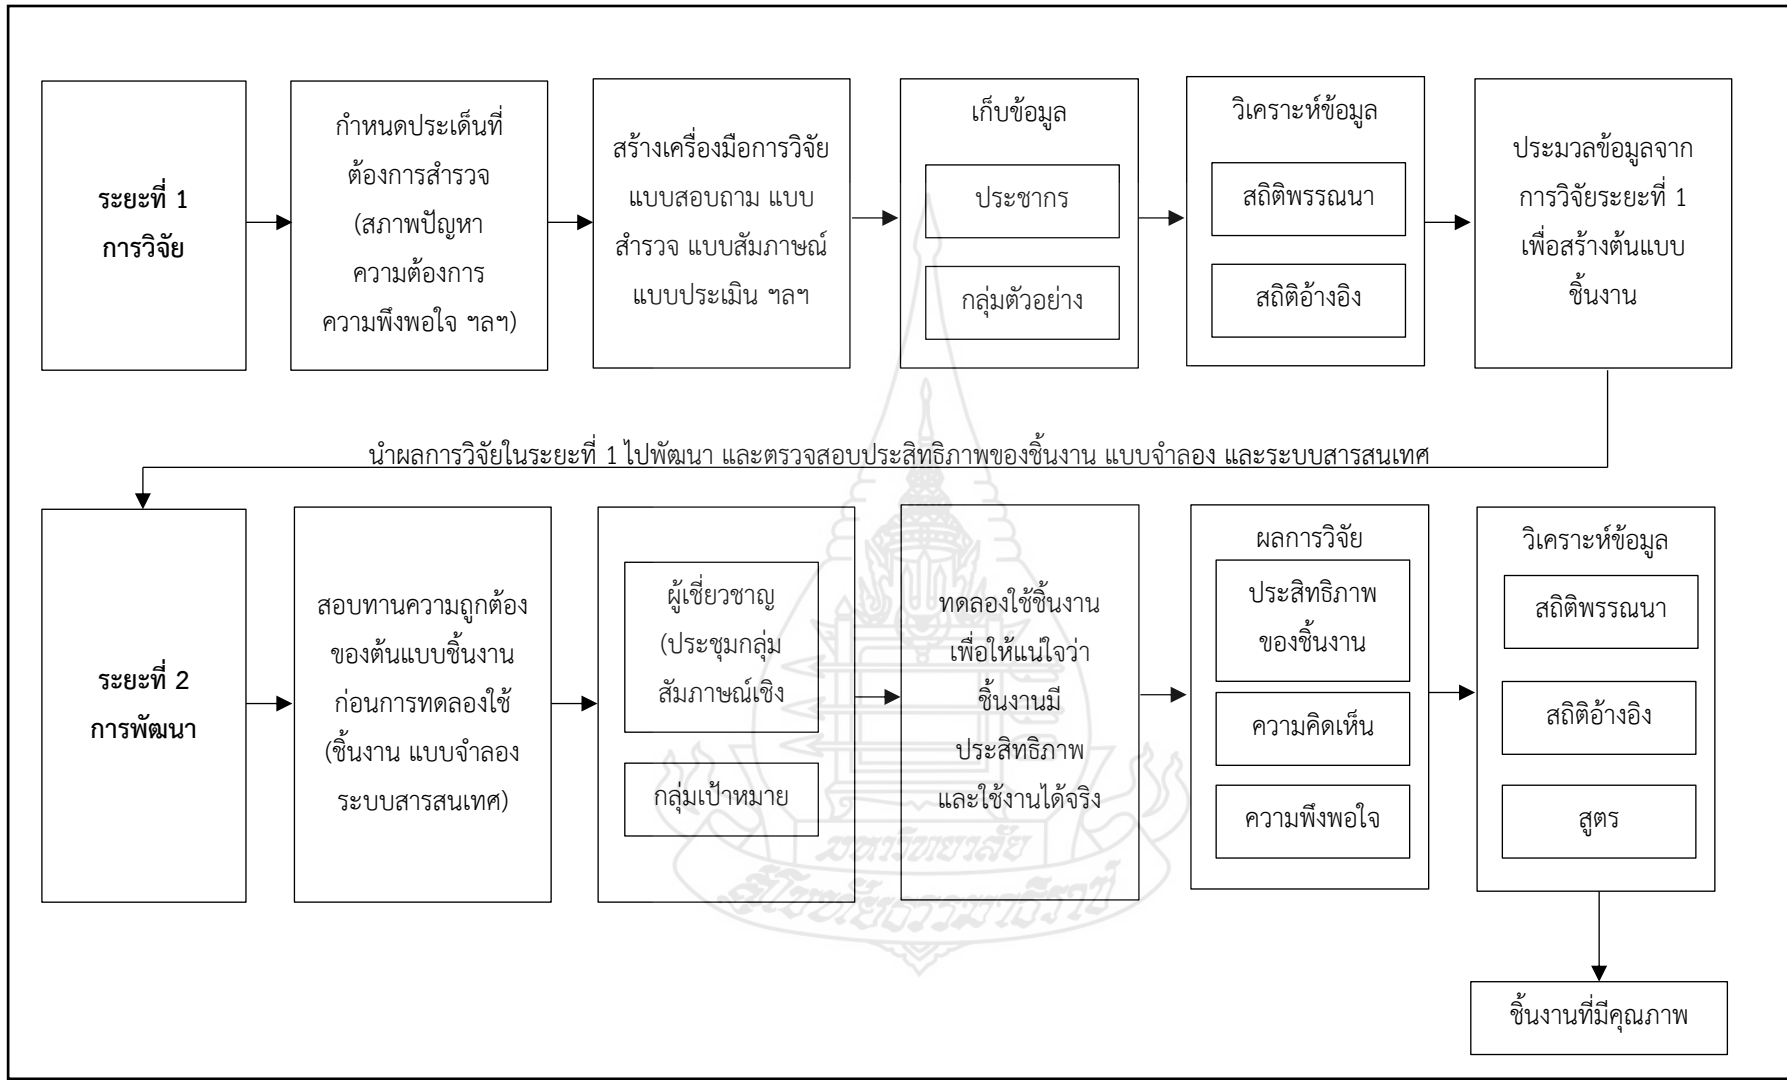 ระยะที่ 1
การวิจัย
กำหนดประเด็นที่
ต้องการสำรวจ
(สภาพปัญหา
ความต้องการ
ความพึงพอใจ ฯลฯ)
สร้างเครื่องมือการวิจัย
แบบสอบถาม แบบ
สำรวจ แบบสัมภาษณ์
แบบประเมิน ฯลฯ
เก็บข้อมูล
ประชากร
กลุ่มตัวอย่าง
วิเคราะห์ข้อมูล
สถิติพรรณนา
สถิติอ้างอิง
ประมวลข้อมูลจาก
การวิจัยระยะที่ 1
เพื่อสร้างต้นแบบ
ชิ้นงาน
นำผลการวิจัยในระยะที่ 1 ไปพัฒนา และตรวจสอบประสิทธิภาพของชิ้นงาน แบบจำลอง และระบบสารสนเทศ
ระยะที่ 2
การพัฒนา
สอบทานความถูกต้อง
ของต้นแบบชิ้นงาน
ก่อนการทดลองใช้
(ชิ้นงาน แบบจำลอง
ระบบสารสนเทศ)
ผู้เชี่ยวชาญ
(ประชุมกลุ่ม
สัมภาษณ์เชิง
กลุ่มเป้าหมาย
ทดลองใช้ชิ้นงาน
เพื่อให้แน่ใจว่า
ชิ้นงานมี
ประสิทธิภาพ
และใช้งานได้จริง
ผลการวิจัย
ประสิทธิภาพ
ของชิ้นงาน
ความคิดเห็น
ความพึงพอใจ
วิเคราะห์ข้อมูล
สถิติพรรณนา
สถิติอ้างอิง
สูตร
ชิ้นงานที่มีคุณภาพ
มหาวิทยาลัย
สุโขทัยธรรมาธิราช